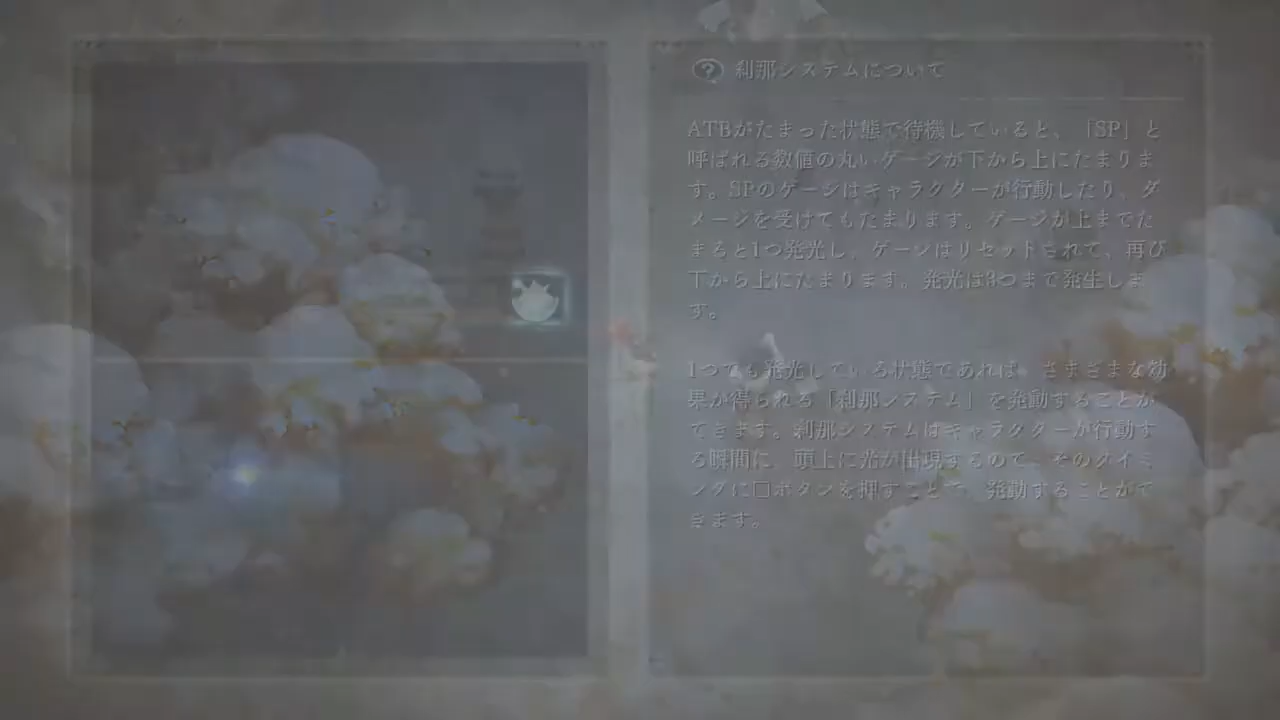 刹那システムについて
ATBがたまった状態で待機していると、「SP」と
呼ばれる数値の丸いゲージが下から上にたまりま
す。SPのゲージはキャラクターが行動したり、ダ
メージを受けてもたまります。ゲージが上までた
まると1つ発光し、ゲージはリセットされて、再び
下から上にたまります。発光は3つまで発生しま
す。
1つでも発光している状態であれば、さまざまな効
果が得られる「刹那システム」を発動することが
できます。刹那システムはキャラクターが行動す
る瞬間に、頭上に光が出現するので、そのタイミ
ングに□ボタンを押すことで、発動することがで
きます。